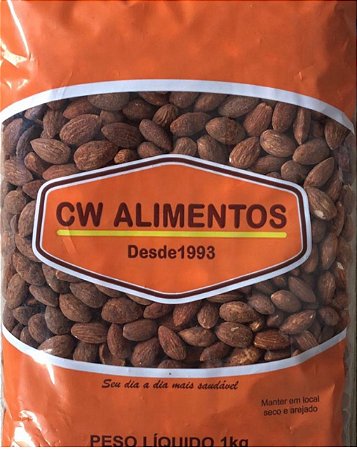 CW ALIMENTOS
Desde1993
Seu dia a dia mais saudável
Manter em local
seco e arejado
PESO LÍQUIDO 1kg